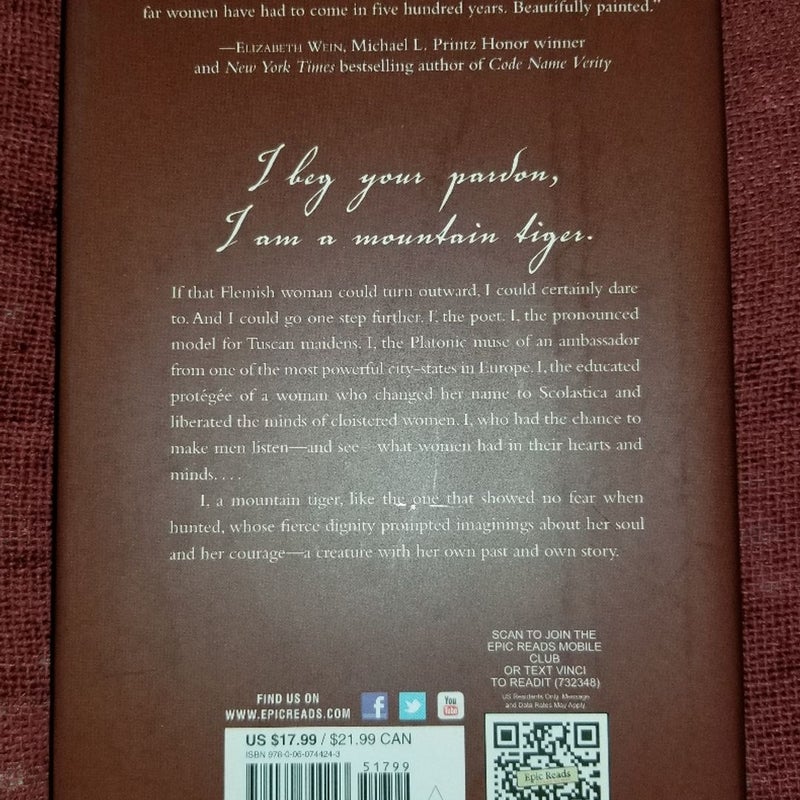 far women have had to come in five hundred years. Beautifully painted."
—Elizabeth Wein, Michael L. Printz Honor winner
and New York Times bestselling author of Code Name Verity
I beg your pardon,
I am a mountain tiger.
If that Flemish woman could turn outward, I could certainly dare
to. And I could go one step further. I, the poet. I, the pronounced
model for Tuscan maidens. I, the Platonic muse of an ambassador
from one of the most powerful city-states in Europe. I, the educated
protégée of a woman who changed her name to Scolastica and
liberated the minds of cloistered women. I, who had the chance to
make men listen—and see—what women had in their hearts and
minds. . . .
I, a mountain tiger, like the one that showed no fear when
hunted, whose fierce dignity prompted imaginings about her soul
and her courage—a creature with her own past and own story.
SCAN TO JOIN THE
EPIC READS MOBILE
CLUB
OR TEXT VINCI
TO READIT (732348)
US Residents Only. Message
and Data Rates May Apply.
FIND US ON
WWW.EPICREADS.COM
You
Tube
US $17.99 / $21.99 CAN
ISBN 978-0-06-074424-3
51799
Epic Reads